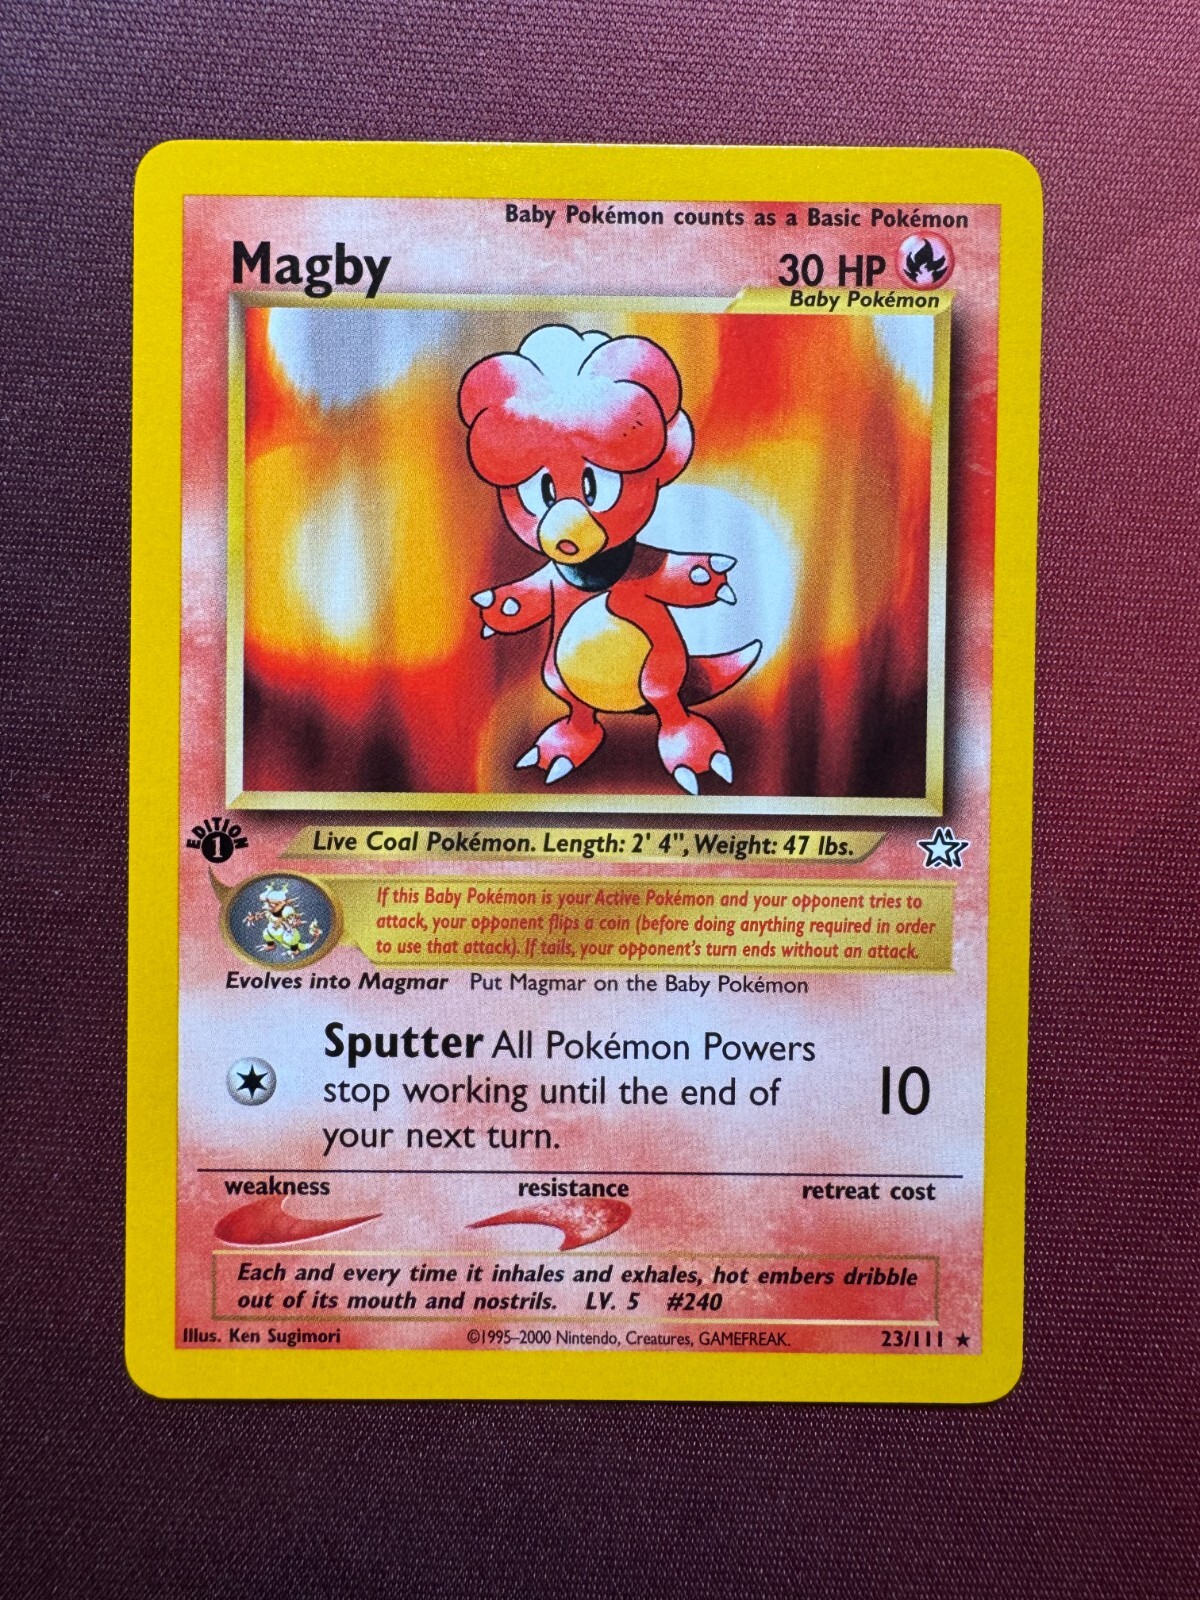 Baby Pokémon counts as a Basic Pokémon
Magby
30 HP
Baby Pokémon
EDITION
1
Live Coal Pokémon. Length: 2' 4", Weight: 47 lbs.
If this Baby Pokémon is your Active Pokémon and your opponent tries to
attack, your opponent flips a coin (before doing anything required in order
to use that attack). If tails, your opponent's turn ends without an attack.
Evolves into Magmar Put Magmar on the Baby Pokémon
Sputter All Pokémon Powers
stop working until the end of
your next turn.
10
weakness resistance retreat cost
Each and every time it inhales and exhales, hot embers dribble
out of its mouth and nostrils. LV. 5 #240
Illus. Ken Sugimori ©1995–2000 Nintendo, Creatures, GAMEFREAK. 23/111 ★